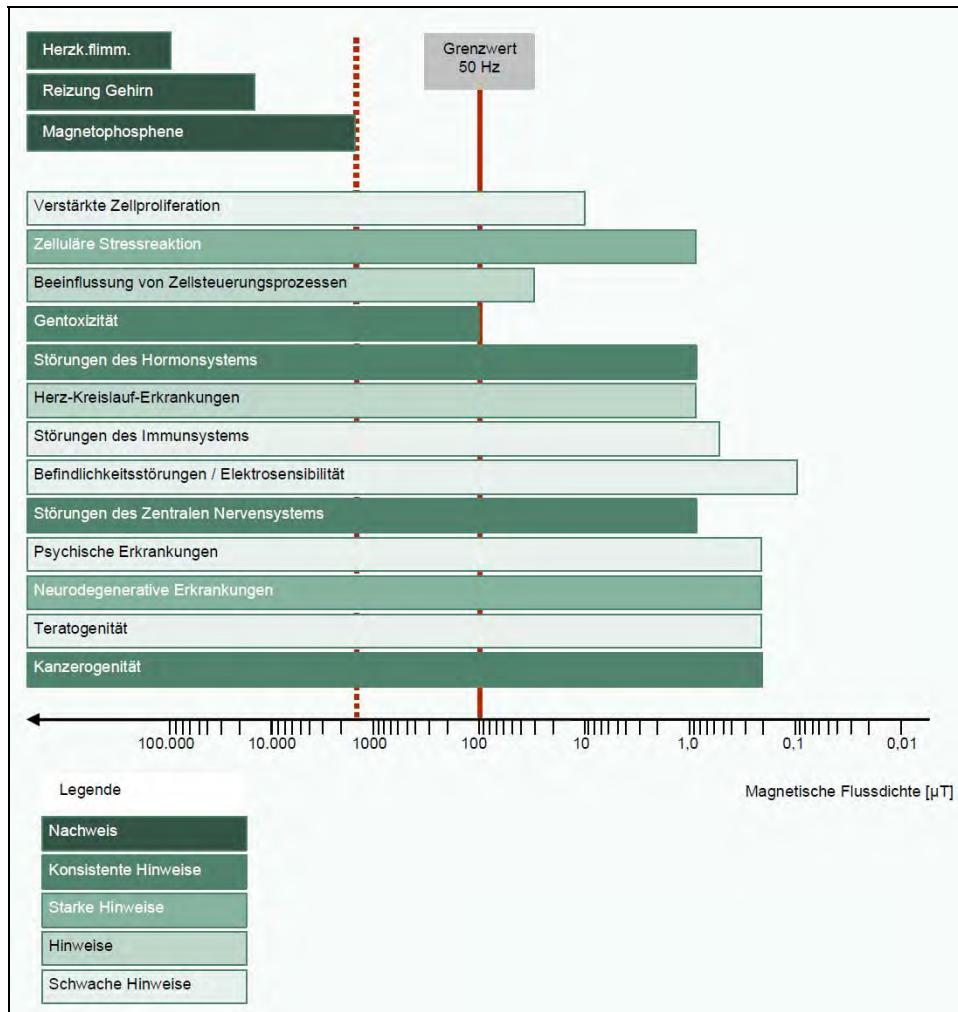 Herzk.flimm.
Grenzwert
50 Hz
Reizung Gehirn
Magnetophosphene
Verstärkte Zellproliferation
Zelluläre Stressreaktion
Beeinflussung von Zellsteuerungsprozessen
Gentoxizität
Störungen des Hormonsystems
Herz-Kreislauf-Erkrankungen
Störungen des Immunsystems
Befindlichkeitsstörungen / Elektrosensibilität
Störungen des Zentralen Nervensystems
Psychische Erkrankungen
Neurodegenerative Erkrankungen
Teratogenität
Kanzerogenität
100.000 10.000 1000 100 10 1,0 0,1 0,01
Legende
Magnetische Flussdichte [µT]
Nachweis
Konsistente Hinweise
Starke Hinweise
Hinweise
Schwache Hinweise